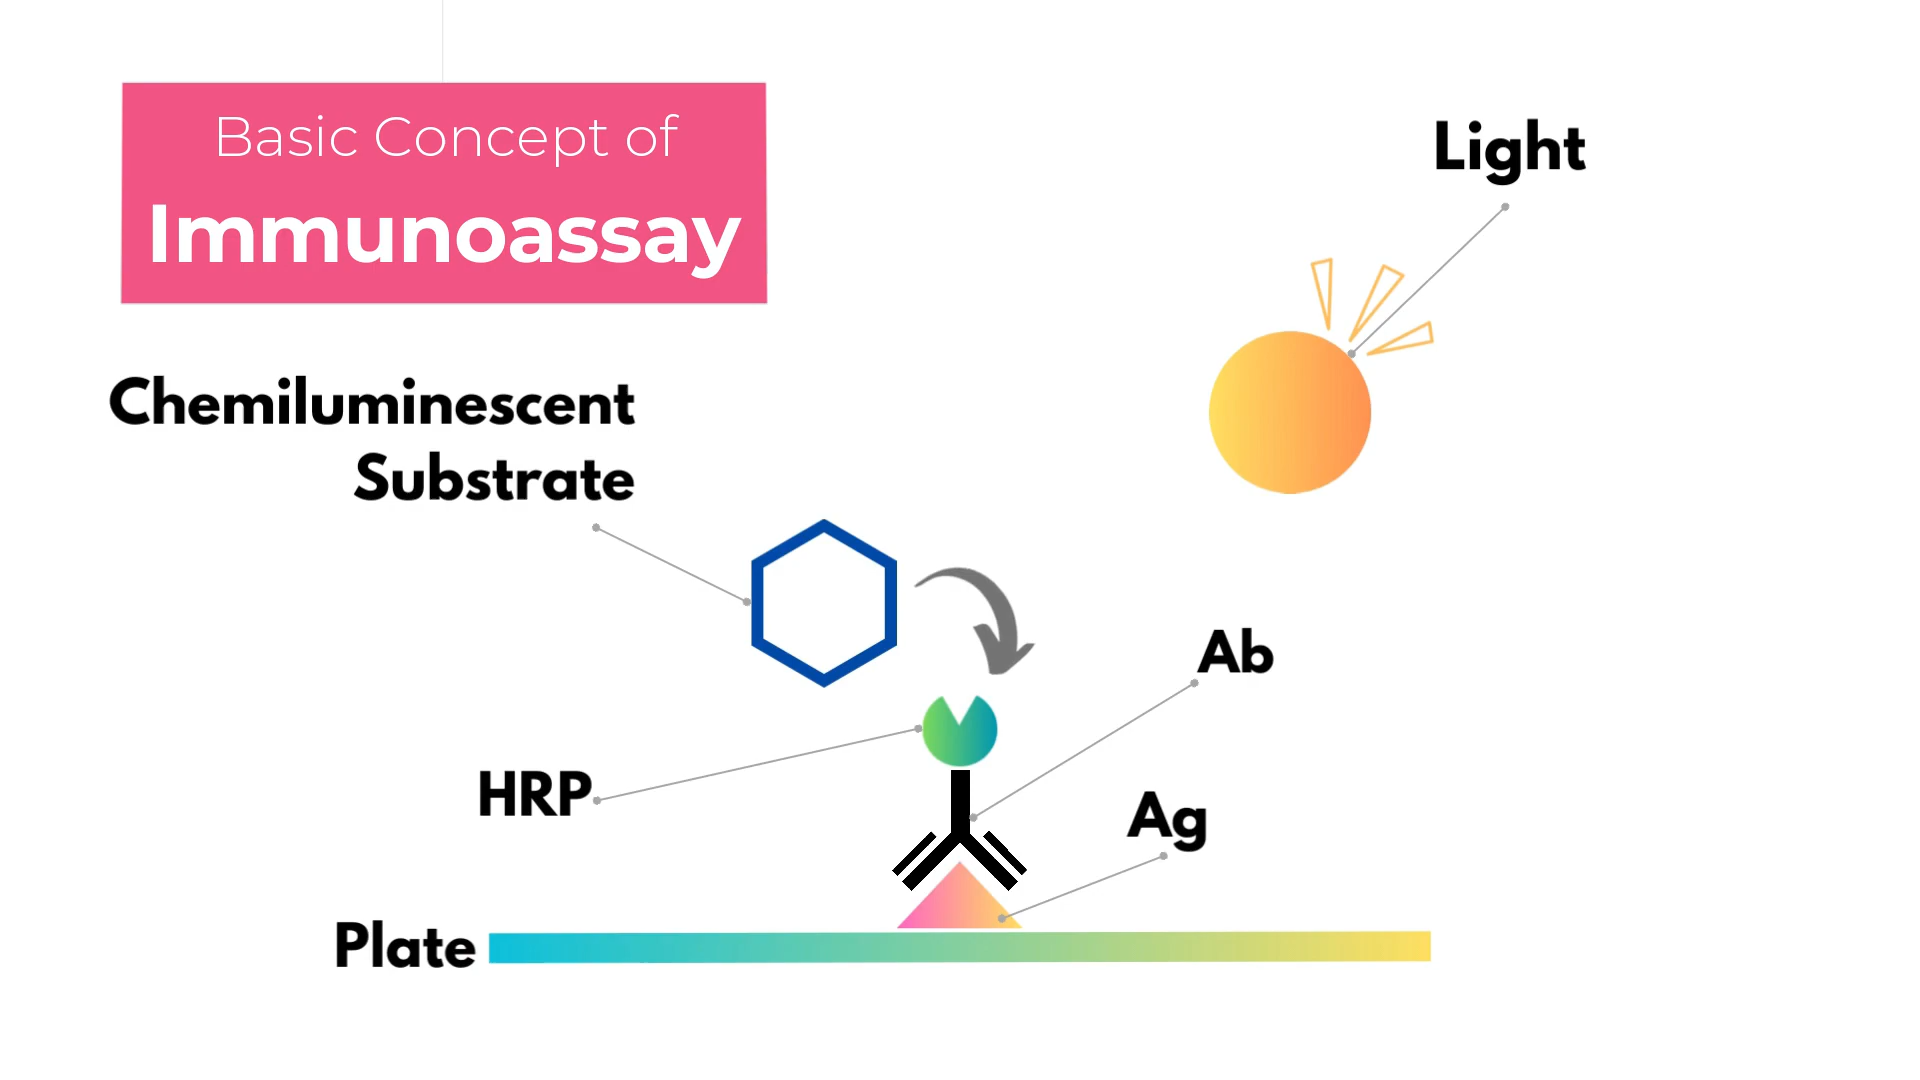 Basic Concept of
Immunoassay
Light
Chemiluminescent
Substrate
Ab
HRP
Ag
Plate